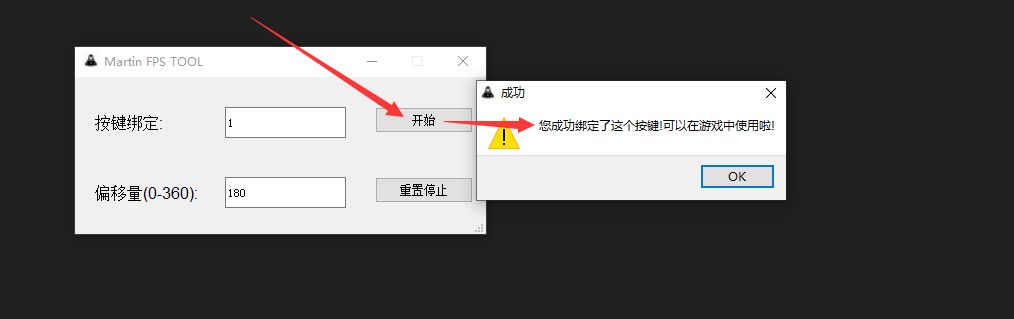 Martin FPS TOOL
成功
按键绑定:
1
开始
您成功绑定了这个按键!可以在游戏中使用啦!
OK
偏移量(0-360):
180
重置停止